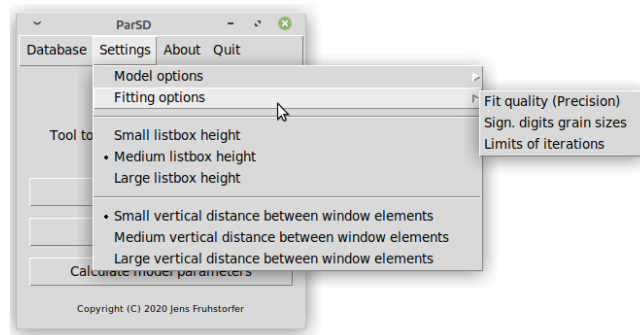 ParSD
Database Settings About Quit
Model options
Fitting options
Fit quality (Precision)
Sign. digits grain sizes
Limits of iterations
Tool to
Small listbox height
Medium listbox height
Large listbox height
Small vertical distance between window elements
Medium vertical distance between window elements
Large vertical distance between window elements
Calculate model parameters
Copyright (C) 2020 Jens Fruhstorfer